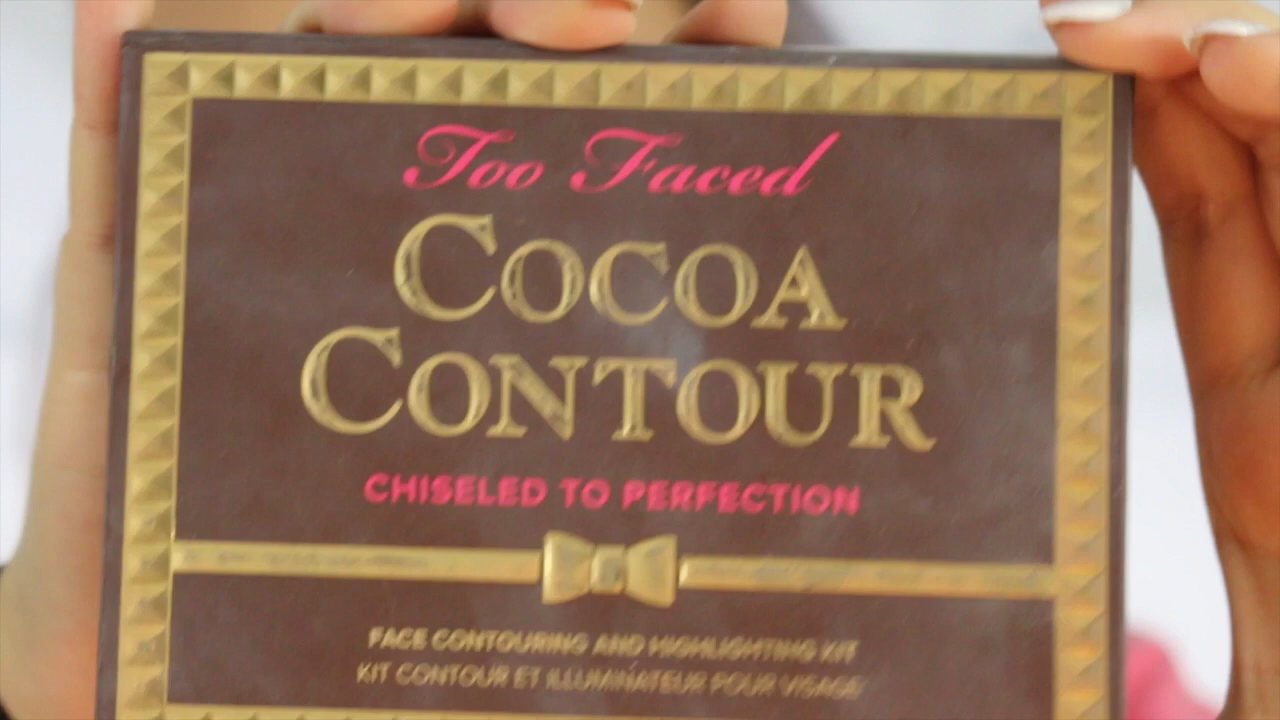 Too Faced
COCOA
CONTOUR
CHISELED TO PERFECTION
FACE CONTOURING AND HIGHLIGHTING KIT
KIT CONTOUR ET ILLUMINATEUR POUR VISAGE